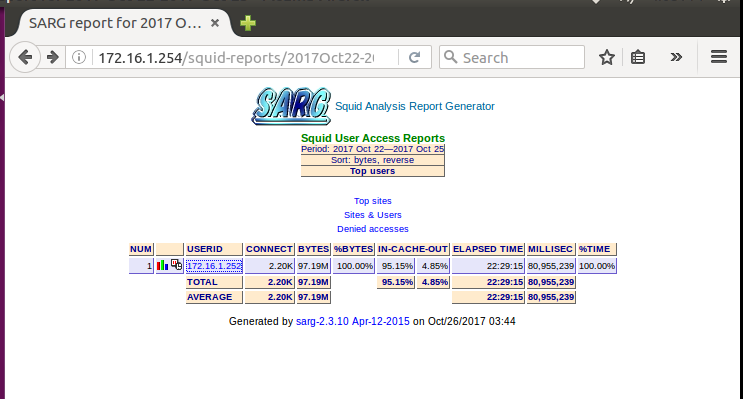 SARG report for 2017 O... ×
172.16.1.254/squid-reports/2017Oct22-20
Search
SARG Squid Analysis Report Generator
Squid User Access Reports
Period: 2017 Oct 22—2017 Oct 25
Sort: bytes, reverse
Top users
Top sites
Sites & Users
Denied accesses
NUM USERID CONNECT BYTES %BYTES IN-CACHE-OUT ELAPSED TIME MILLISEC %TIME
1 172.16.1.252 2.20K 97.19M 100.00% 95.15% 4.85% 22:29:15 80,955,239 100.00%
TOTAL 2.20K 97.19M 95.15% 4.85% 22:29:15 80,955,239
AVERAGE 2.20K 97.19M 22:29:15 80,955,239
Generated by sarg-2.3.10 Apr-12-2015 on Oct/26/2017 03:44